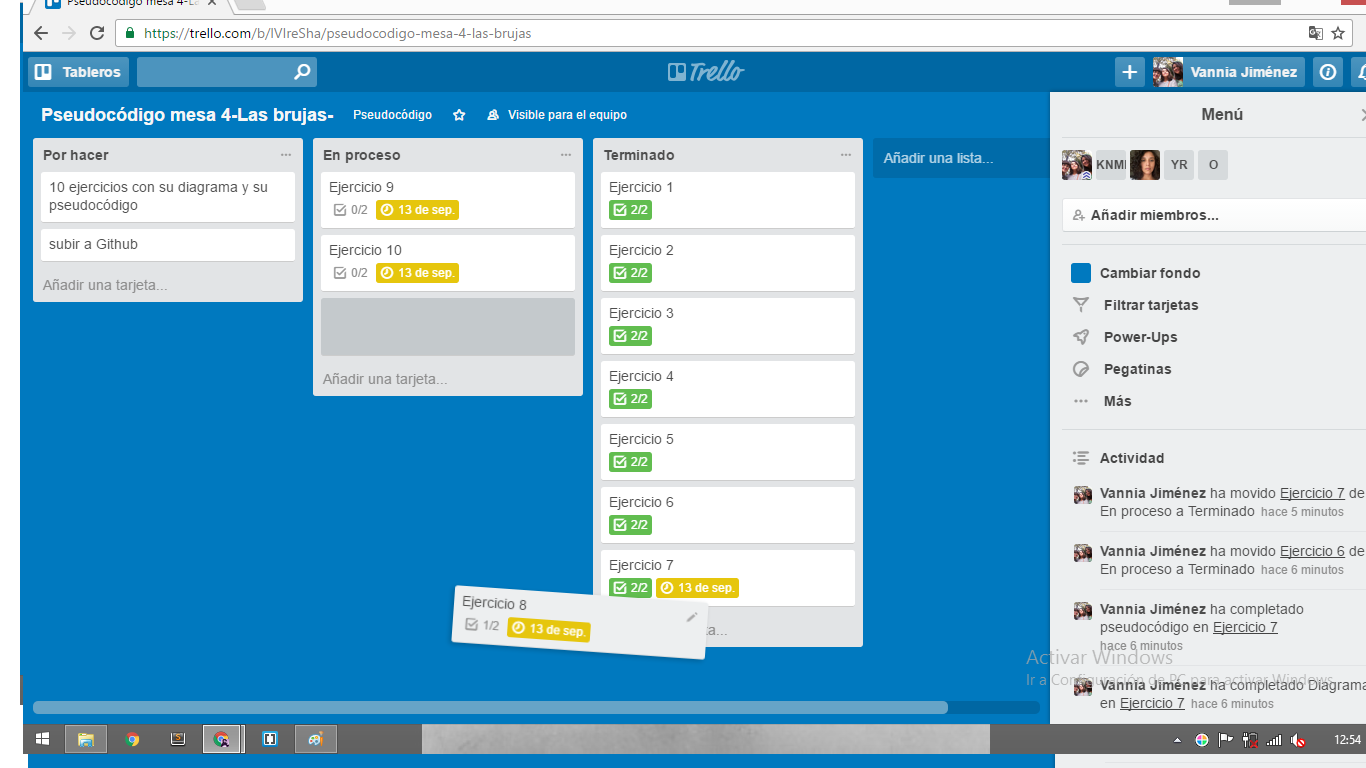 Pseudocódigo mesa 4-La
https://trello.com/b/lVIreSha/pseudocodigo-mesa-4-las-brujas
Tableros
Trello
Vannia Jiménez
Pseudocódigo mesa 4-Las brujas-
Pseudocódigo
Visible para el equipo
Por hacer
10 ejercicios con su diagrama y su
pseudocódigo
subir a Github
Añadir una tarjeta...
En proceso
Ejercicio 9
0/2 13 de sep.
Ejercicio 10
0/2 13 de sep.
Añadir una tarjeta...
Terminado
Ejercicio 1
2/2
Ejercicio 2
2/2
Ejercicio 3
2/2
Ejercicio 4
2/2
Ejercicio 5
2/2
Ejercicio 6
2/2
Ejercicio 7
2/2 13 de sep.
Ejercicio 8
1/2 13 de sep.
ta...
Añadir una lista...
Menú
KNMI
YR
O
Añadir miembros...
Cambiar fondo
Filtrar tarjetas
Power-Ups
Pegatinas
Más
Actividad
Vannia Jiménez ha movido Ejercicio 7 de
En proceso a Terminado hace 5 minutos
Vannia Jiménez ha movido Ejercicio 6 de
En proceso a Terminado hace 6 minutos
Vannia Jiménez ha completado
pseudocódigo en Ejercicio 7
hace 6 minutos
Vannia Jiménez ha completado Diagrama
en Ejercicio 7 hace 6 minutos
Activar Windows
Ir a Configuración de PC para activar Windows.
12:54